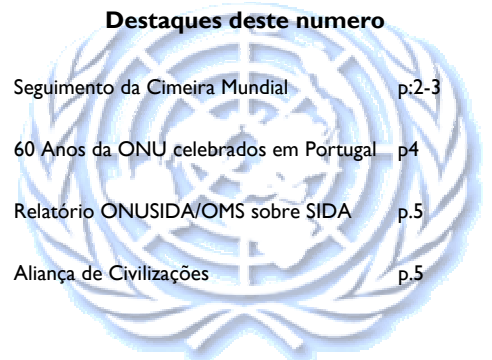 Destaques deste numero
Seguimento da Cimeira Mundial p:2-3
60 Anos da ONU celebrados em Portugal p4
Relatório ONUSIDA/OMS sobre SIDA p.5
Aliança de Civilizações p.5